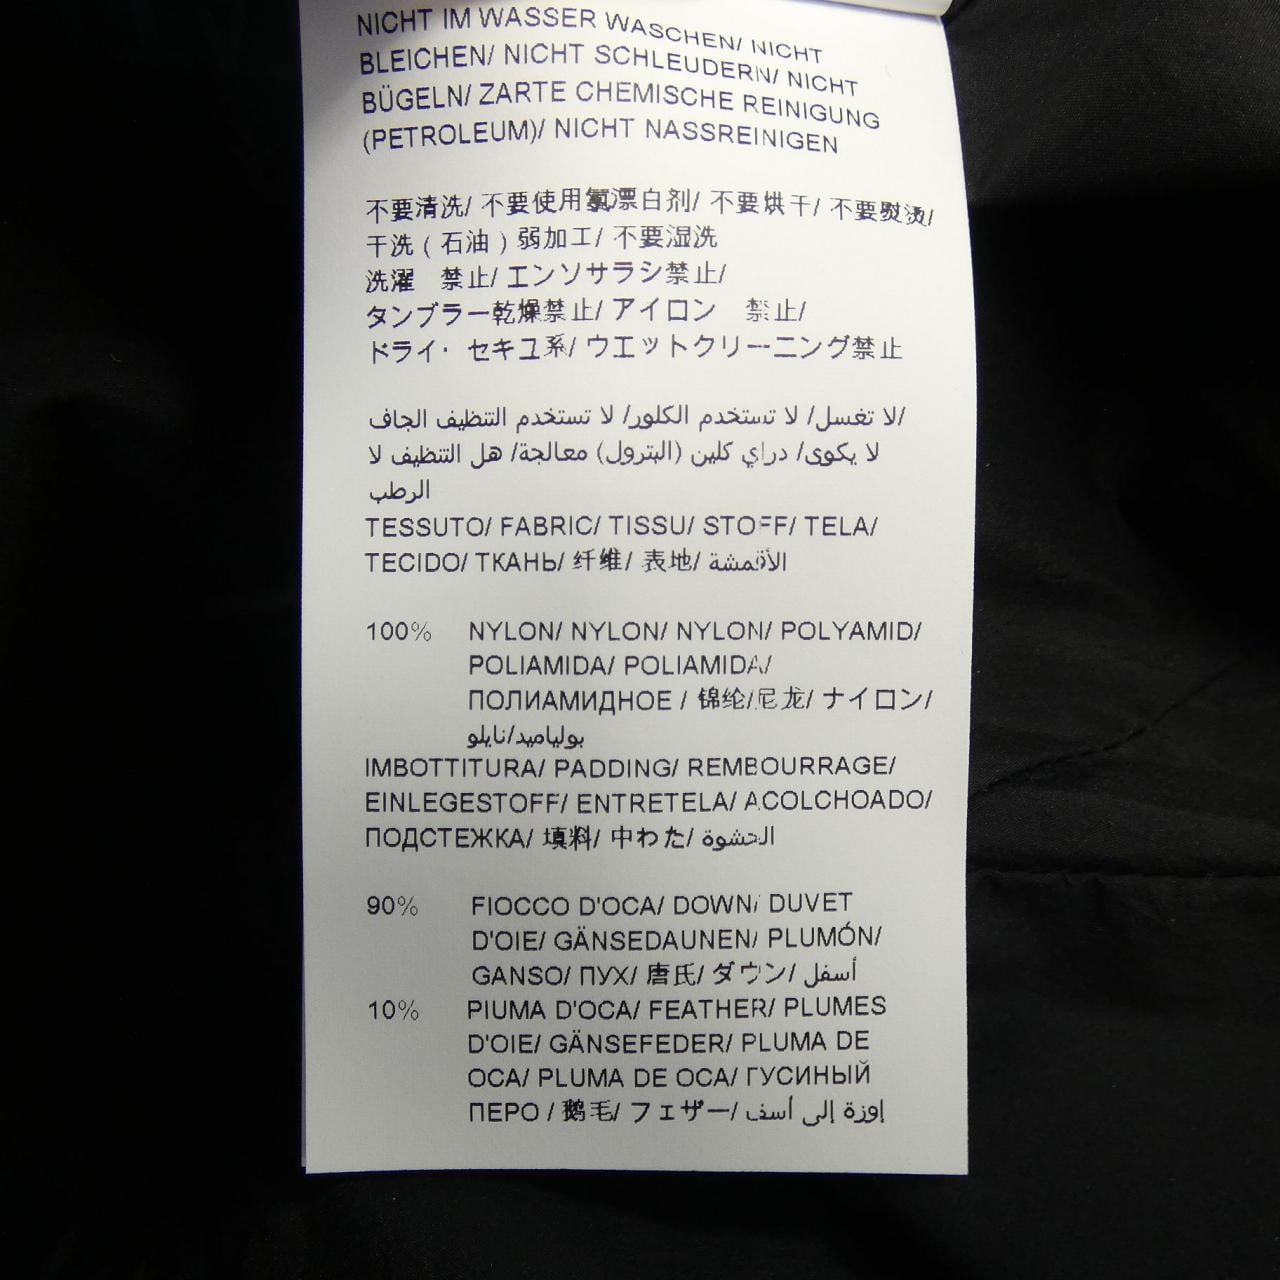 NICHT IM WASSER WASCHEN/ NICHT
BLEICHEN/ NICHT SCHLEUDERN/ NICHT
BÜGELN/ ZARTE CHEMISCHE REINIGUNG
(PETROLEUM)/ NICHT NASSREINIGEN
不要清洗/ 不要使用氯漂白剂/ 不要烘干/ 不要熨烫/
干洗 ( 石油 ) 弱加工/ 不要湿洗
洗濯 禁止/ エンソサラシ禁止/
タンブラー乾燥禁止/ アイロン 禁止/
ドライ・ セキユ系/ ウエットクリーニング禁止
لا تغسل/ لا تستخدم الكلور/ لا تستخدم التنظيف الجاف/
لا يكوى/ دراي كلين (البترول) معالجة/ هل التنظيف لا
الرطب
TESSUTO/ FABRIC/ TISSU/ STOFF/ TELA/
TECIDO/ ТКАНЬ/ 纤维/ 表地/ الأقمشة
100% NYLON/ NYLON/ NYLON/ POLYAMID/
POLIAMIDA/ POLIAMIDA/
ПОЛИАМИДНОЕ / 锦纶/尼龙/ ナイロン/
بولياميد/نايلو
IMBOTTITURA/ PADDING/ REMBOURRAGE/
EINLEGESTOFF/ ENTRETELA/ ACOLCHOADO/
ПОДСТЕЖКА/ 填料/ 中わた/ الحشوة
90% FIOCCO D'OCA/ DOWN/ DUVET
D'OIE/ GÄNSEDAUNEN/ PLUMÓN/
GANSO/ ПУХ/ 唐氏/ ダウン/ أسفل
10% PIUMA D'OCA/ FEATHER/ PLUMES
D'OIE/ GÄNSEFEDER/ PLUMA DE
OCA/ PLUMA DE OCA/ ГУСИНЫЙ
ПЕРО / 鹅毛/ フェザー/ إوزة إلى أسف